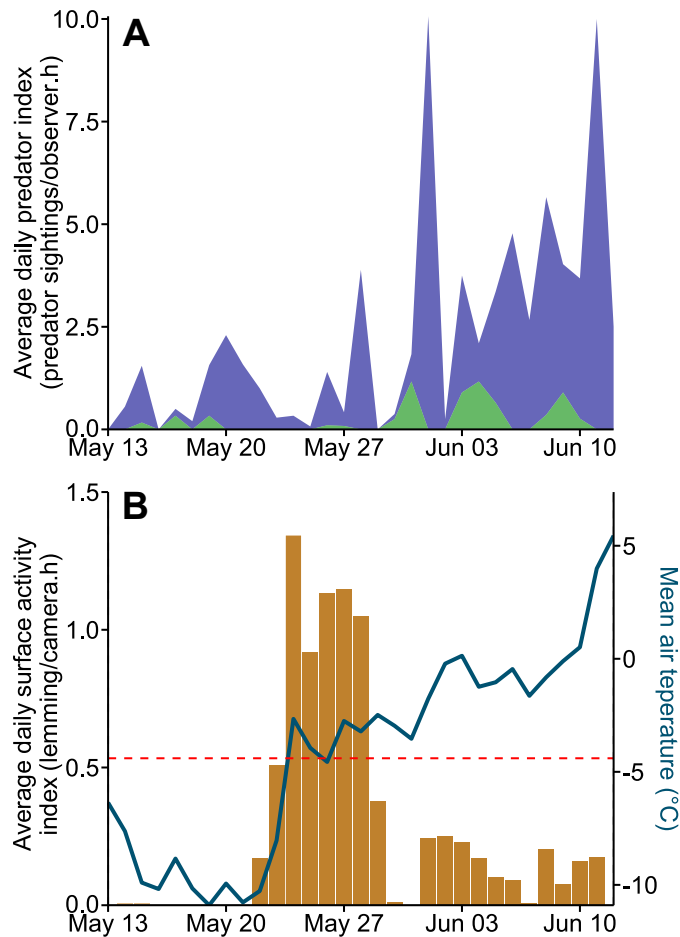 A
Average daily predator index
(predator sightings/observer.h)
10.0
7.5
5.0
2.5
0.0
May 13 May 20 May 27 Jun 03 Jun 10
B
Average daily surface activity
index (lemming/camera.h)
1.5
1.0
0.5
0.0
5
0
-5
-10
Mean air teperature (°C)
May 13 May 20 May 27 Jun 03 Jun 10